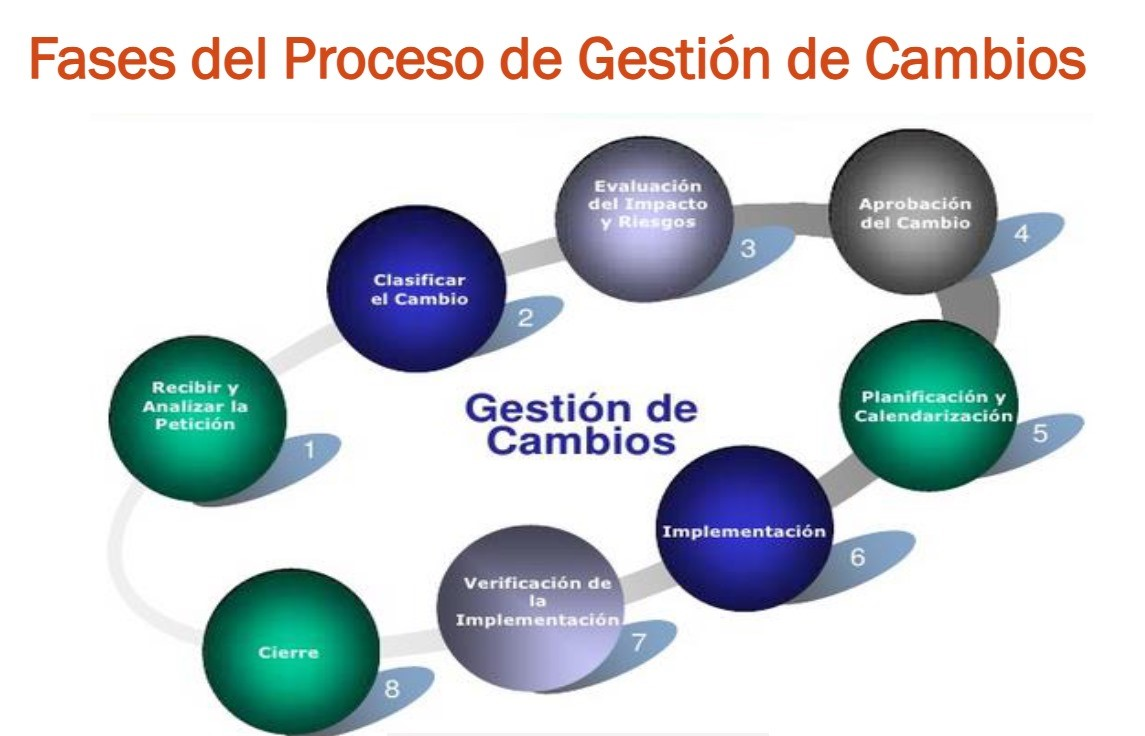 Fases del Proceso de Gestión de Cambios
Recibir y
Analizar la
Petición
1
Clasificar
el Cambio
2
Evaluación
del Impacto
y Riesgos
3
Aprobación
del Cambio
4
Planificación y
Calendarización
5
Gestión de
Cambios
Implementación
6
Verificación de
la
Implementación
7
Cierre
8